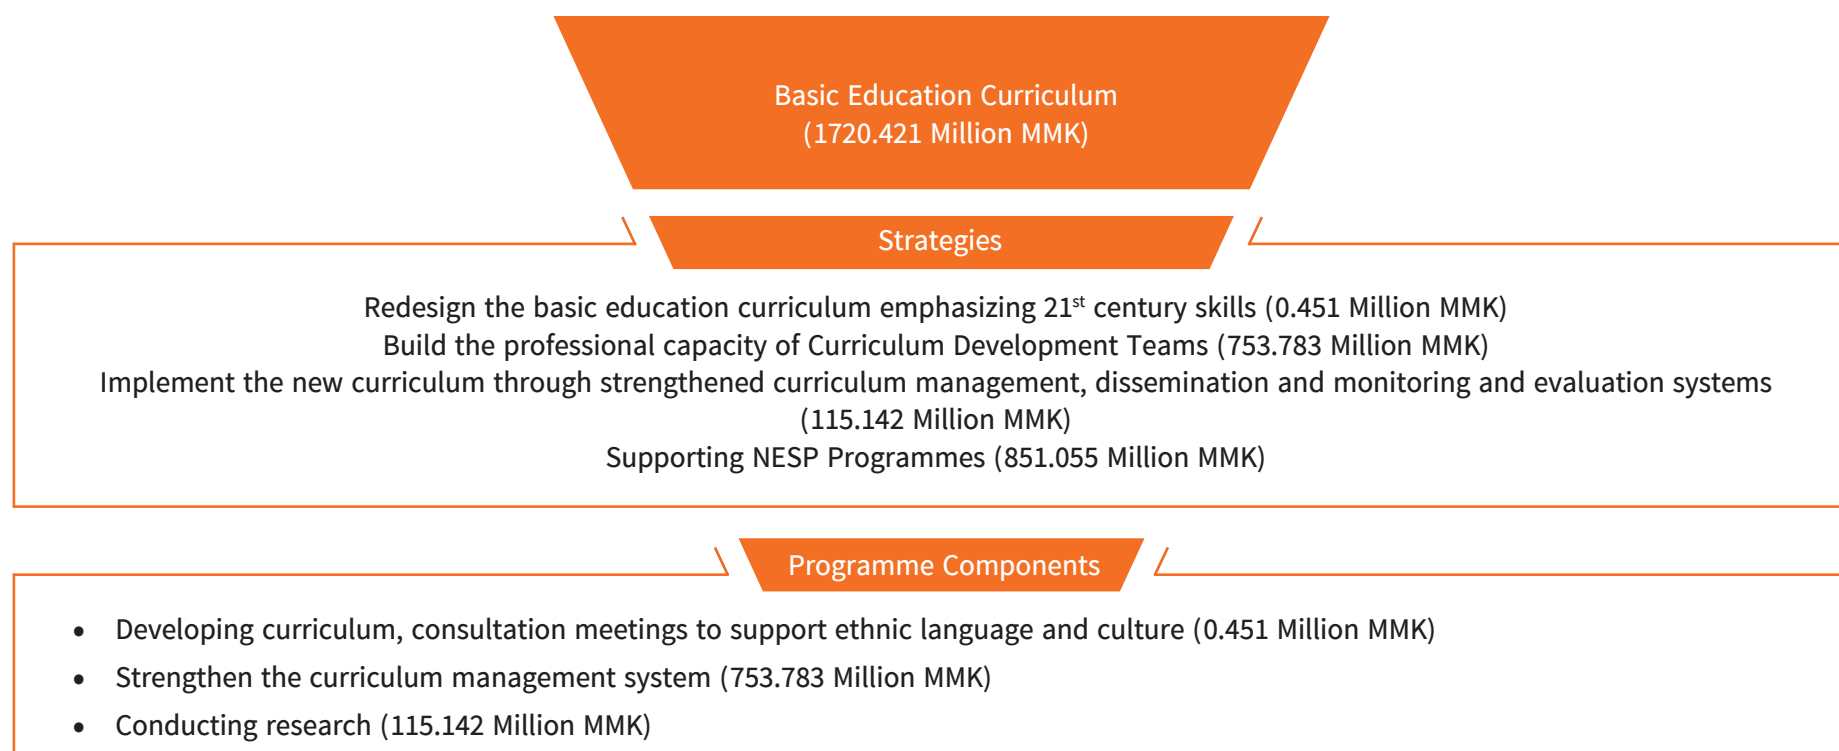 Basic Education Curriculum
(1720.421 Million MMK)
Strategies
Redesign the basic education curriculum emphasizing 21st century skills (0.451 Million MMK)
Build the professional capacity of Curriculum Development Teams (753.783 Million MMK)
Implement the new curriculum through strengthened curriculum management, dissemination and monitoring and evaluation systems
(115.142 Million MMK)
Supporting NESP Programmes (851.055 Million MMK)
Programme Components
• Developing curriculum, consultation meetings to support ethnic language and culture (0.451 Million MMK)
• Strengthen the curriculum management system (753.783 Million MMK)
• Conducting research (115.142 Million MMK)